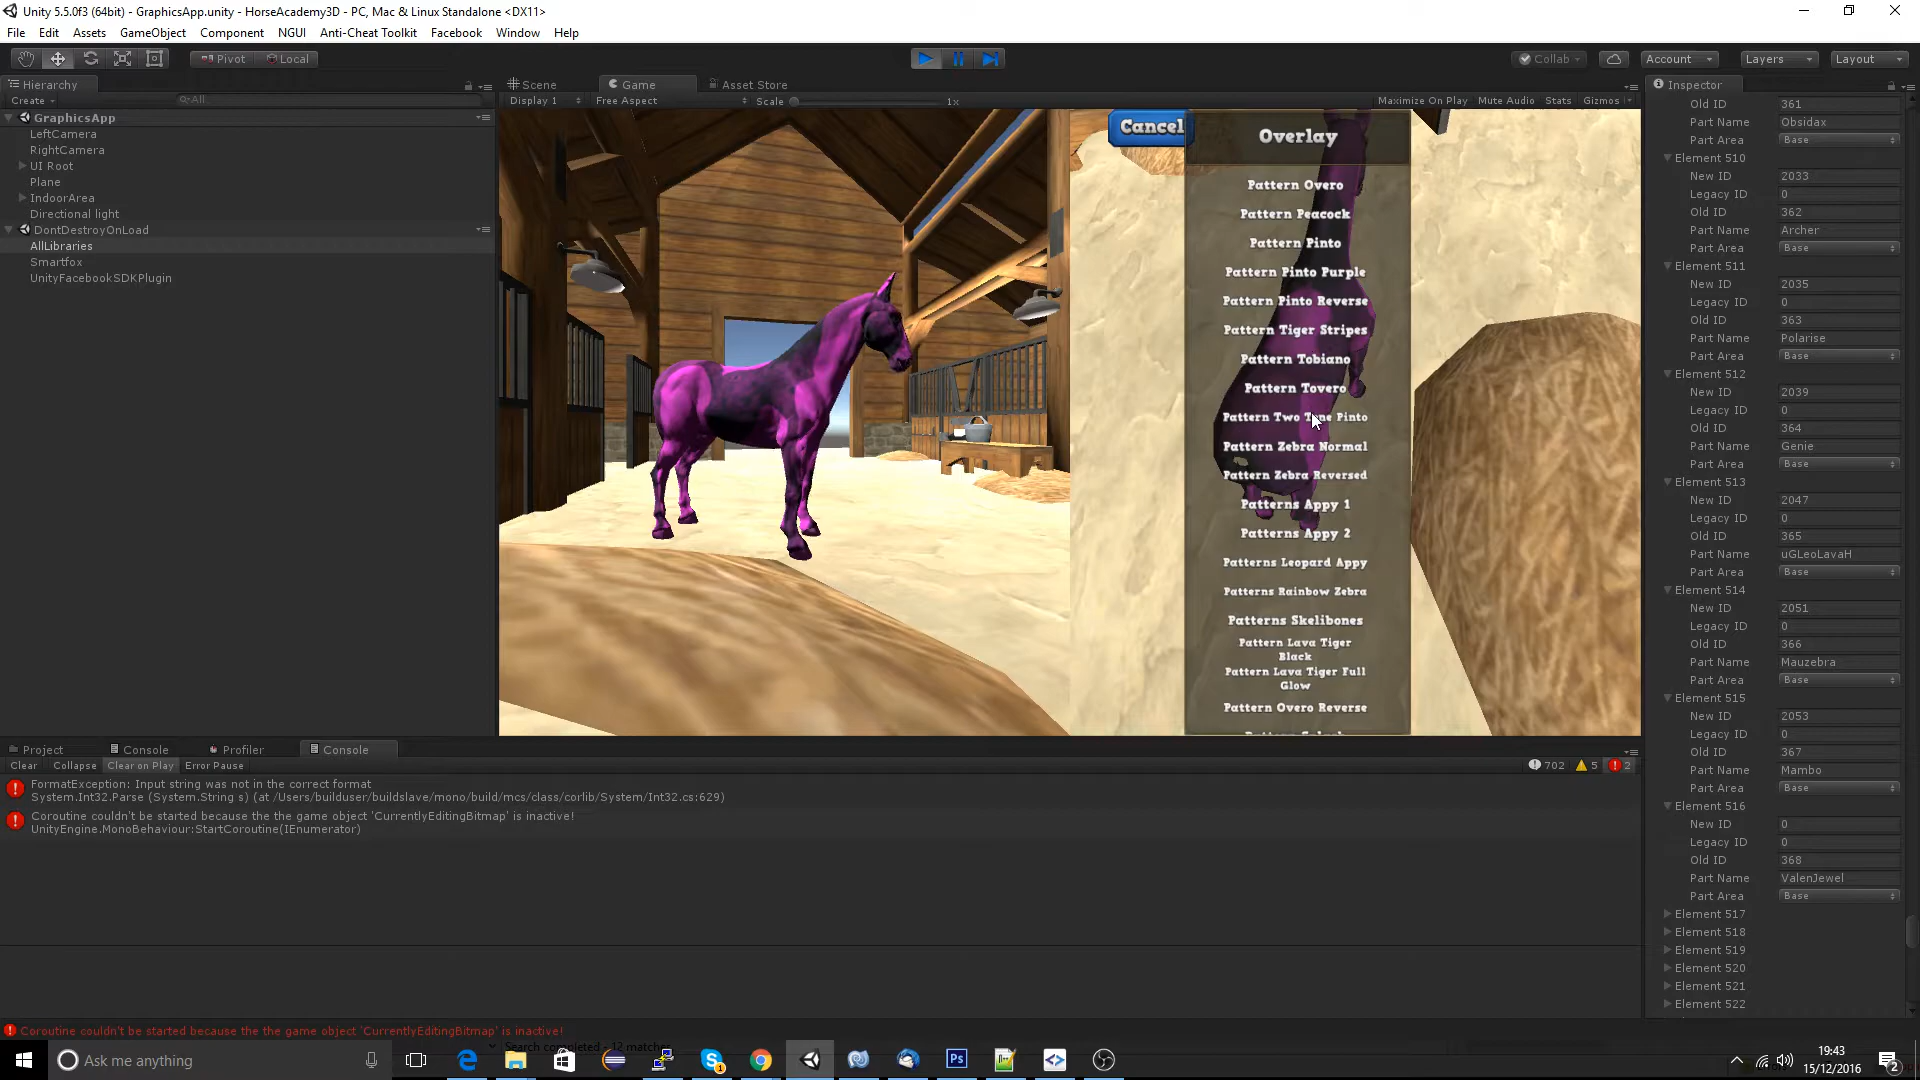 Unity 5.5.0f3 (64bit) - GraphicsApp.unity - HorseAcademy3D - PC, Mac & Linux Standalone <DX11>
File Edit Assets GameObject Component NGUI Anti-Cheat Toolkit Facebook Window Help
Pivot Local
Collab Account Layers Layout
Hierarchy
Create All
GraphicsApp
LeftCamera
RightCamera
UI Root
Plane
IndoorArea
Directional light
DontDestroyOnLoad
AllLibraries
Smartfox
UnityFacebookSDKPlugin
Scene Game Asset Store
Display 1 Free Aspect Scale 1x Maximize On Play Mute Audio Stats Gizmos
Cancel
Overlay
Pattern Overo
Pattern Peacock
Pattern Pinto
Pattern Pinto Purple
Pattern Pinto Reverse
Pattern Tiger Stripes
Pattern Tobiano
Pattern Tovero
Pattern Two Tone Pinto
Pattern Zebra Normal
Pattern Zebra Reversed
Patterns Appy 1
Patterns Appy 2
Patterns Leopard Appy
Patterns Rainbow Zebra
Patterns Skelibones
Pattern Lava Tiger
Black
Pattern Lava Tiger Full
Glow
Pattern Overo Reverse
Inspector
Old ID 361
Part Name Obsidax
Part Area Base
Element 510
New ID 2033
Legacy ID 0
Old ID 362
Part Name Archer
Part Area Base
Element 511
New ID 2035
Legacy ID 0
Old ID 363
Part Name Polarise
Part Area Base
Element 512
New ID 2039
Legacy ID 0
Old ID 364
Part Name Genie
Part Area Base
Element 513
New ID 2047
Legacy ID 0
Old ID 365
Part Name uGLeoLavaH
Part Area Base
Element 514
New ID 2051
Legacy ID 0
Old ID 366
Part Name Mauzebra
Part Area Base
Element 515
New ID 2053
Legacy ID 0
Old ID 367
Part Name Mambo
Part Area Base
Element 516
New ID 0
Legacy ID 0
Old ID 368
Part Name ValenJewel
Part Area Base
Element 517
Element 518
Element 519
Element 520
Element 521
Element 522
Project Console Profiler Console
Clear Collapse Clear on Play Error Pause 702 5 2
FormatException: Input string was not in the correct format
System.Int32.Parse (System.String s) (at /Users/builduser/buildslave/mono/build/mcs/class/corlib/System/Int32.cs:629)
Coroutine couldn't be started because the the game object 'CurrentlyEditingBitmap' is inactive!
UnityEngine.MonoBehaviour:StartCoroutine(IEnumerator)
Coroutine couldn't be started because the the game object 'CurrentlyEditingBitmap' is inactive!
Search completed - 12 matches
Ask me anything
1
Ps
19:43
15/12/2016
2